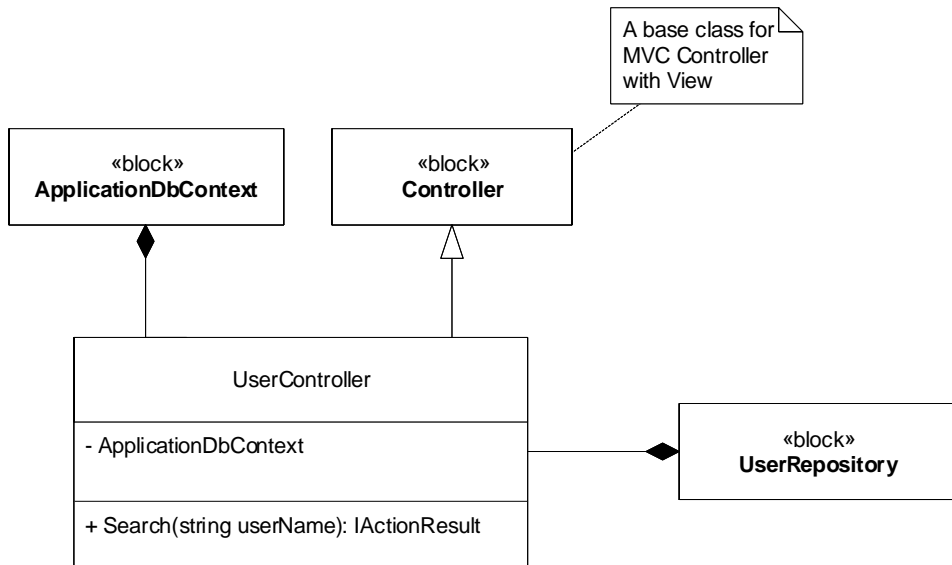 A base class for
MVC Controller
with View
«block»
ApplicationDbContext
«block»
Controller
UserController
- ApplicationDbContext
+ Search(string userName): IActionResult
«block»
UserRepository